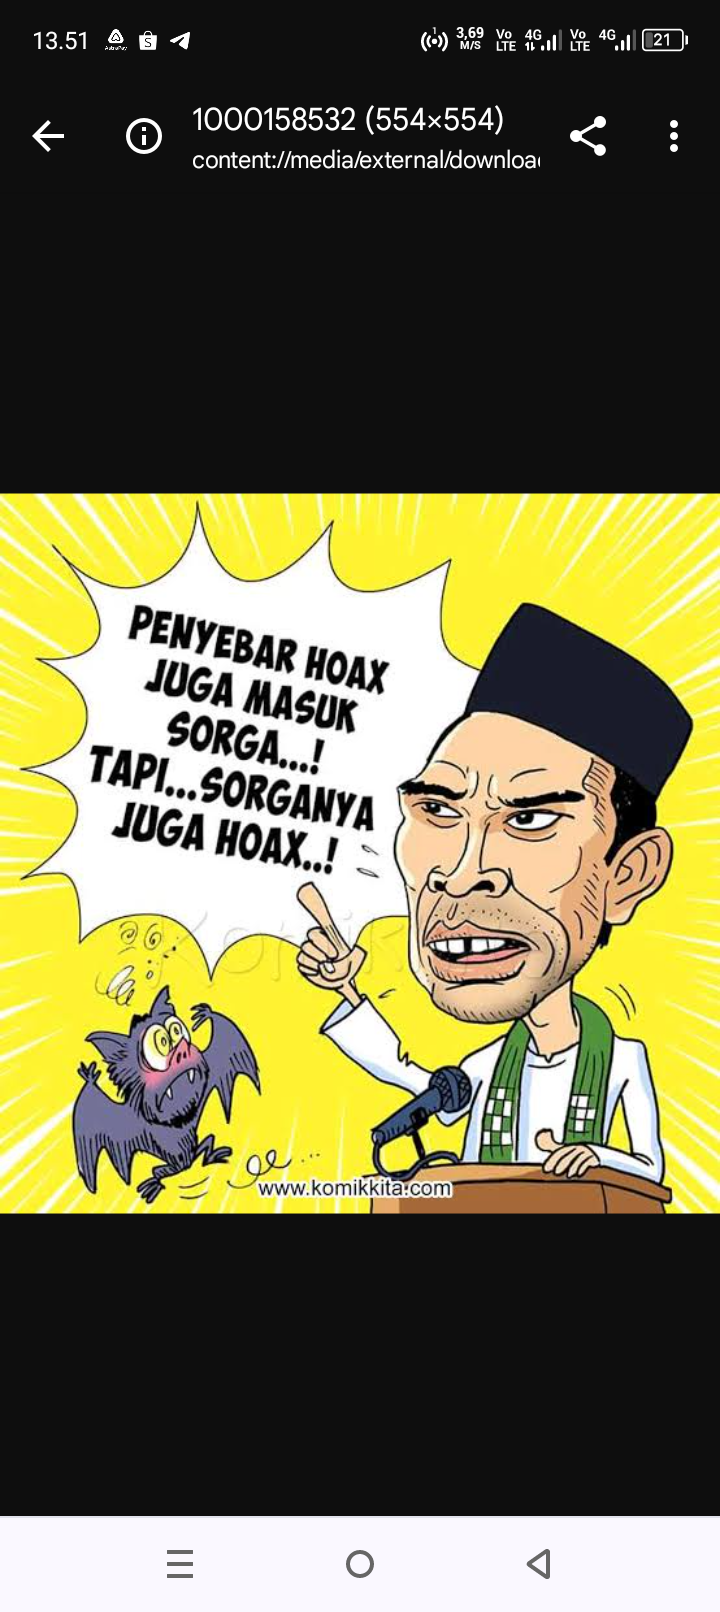 13.51
3,69
M/S
Vo
LTE
4G
Vo
LTE
4G
21
1000158532 (554×554)
content://media/external/downloa
PENYEBAR HOAX
JUGA MASUK
SORGA...!
TAPI...SORGANYA
JUGA HOAX..!
www.komikkita.com